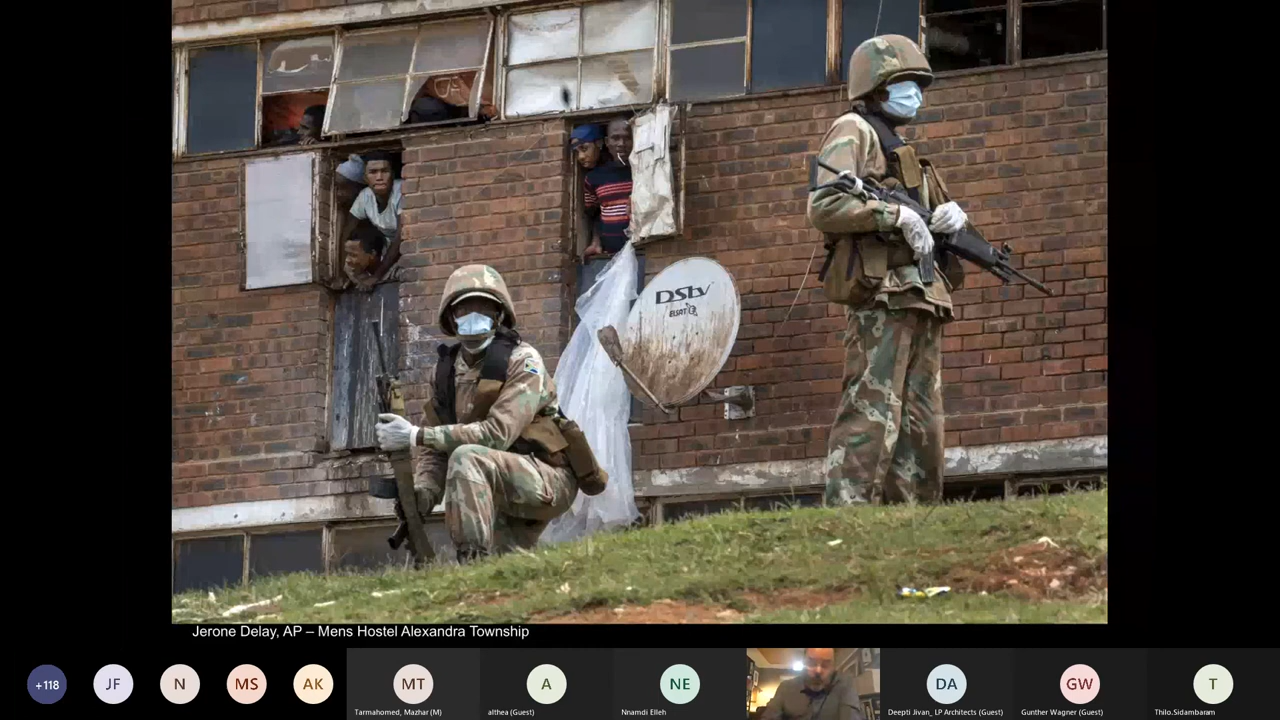 DStv
ELSAT
Jerone Delay, AP – Mens Hostel Alexandra Township
+118
JF
N
MS
AK
MT
A
NE
DA
GW
T
Tarmahomed, Mazhar (M)
althea (Guest)
Nnamdi Elleh
Deepti Jivan_ LP Architects (Guest)
Gunther Wagner (Guest)
Thilo.Sidambaram